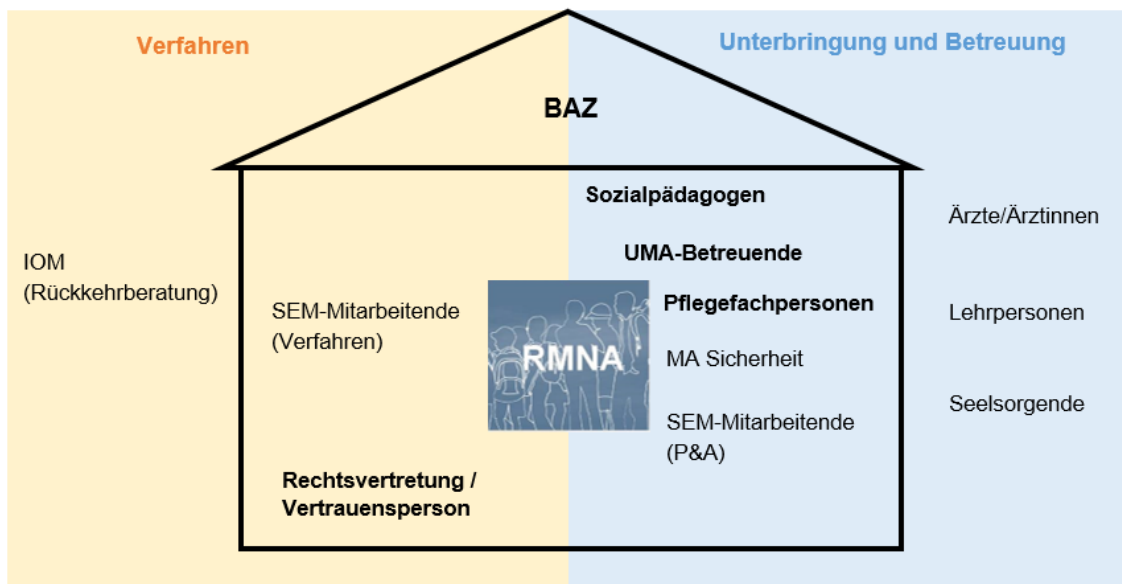 Verfahren
Unterbringung und Betreuung
BAZ
IOM
(Rückkehrberatung)
SEM-Mitarbeitende
(Verfahren)
Rechtsvertretung /
Vertrauensperson
RMNA
Sozialpädagogen
UMA-Betreuende
Pflegefachpersonen
MA Sicherheit
SEM-Mitarbeitende
(P&A)
Ärzte/Ärztinnen
Lehrpersonen
Seelsorgende